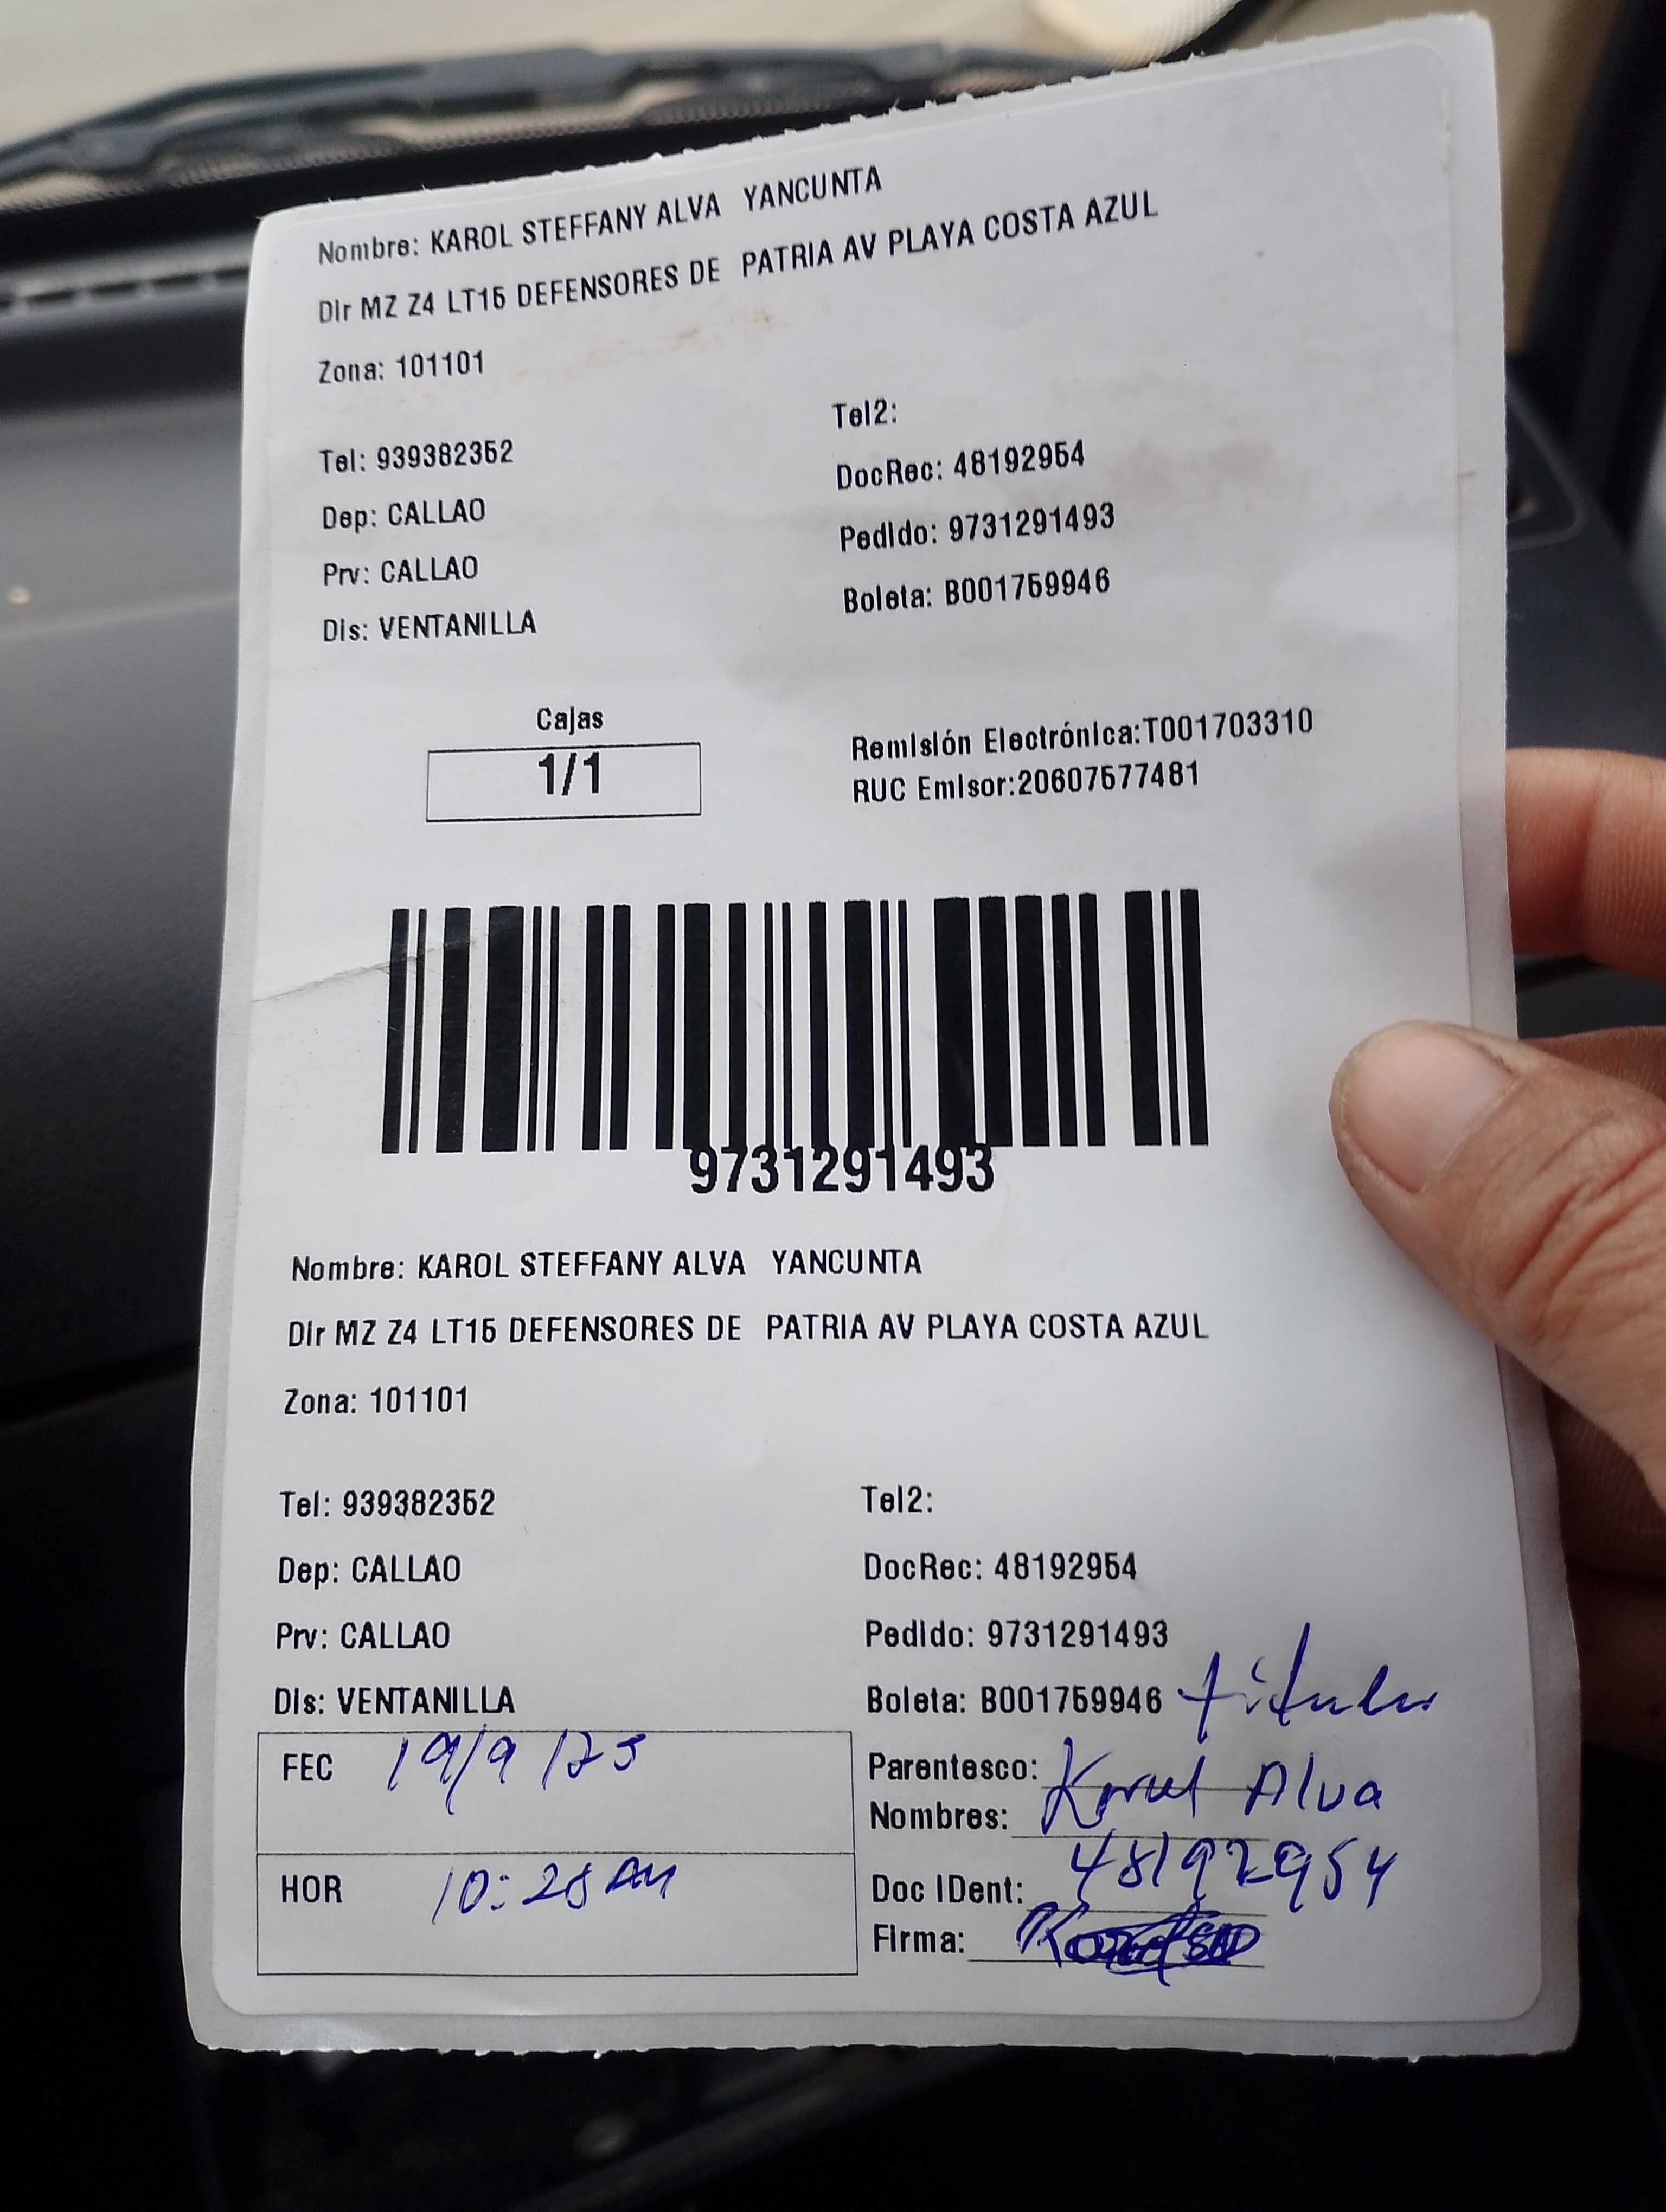 Nombre: KAROL STEFFANY ALVA YANCUNTA
Dir MZ Z4 LT15 DEFENSORES DE PATRIA AV PLAYA COSTA AZUL
Zona: 101101
Tel: 939382352
Tel2:
Dep: CALLAO
DocRec: 48192954
Prv: CALLAO
Pedido: 9731291493
Dis: VENTANILLA
Boleta: B001759946
Cajas
1/1
Remisión Electrónica:T001703310
RUC Emisor:20607577481
9731291493
Nombre: KAROL STEFFANY ALVA YANCUNTA
Dir MZ Z4 LT15 DEFENSORES DE PATRIA AV PLAYA COSTA AZUL
Zona: 101101
Tel: 939382352
Tel2:
Dep: CALLAO
DocRec: 48192954
Prv: CALLAO
Pedido: 9731291493
Dis: VENTANILLA
Boleta: B001759946
titular
FEC 19/9/23
Parentesco:
Nombres: Karol Alva
HOR 10:28 AM
Doc IDent: 48192954
Firma: